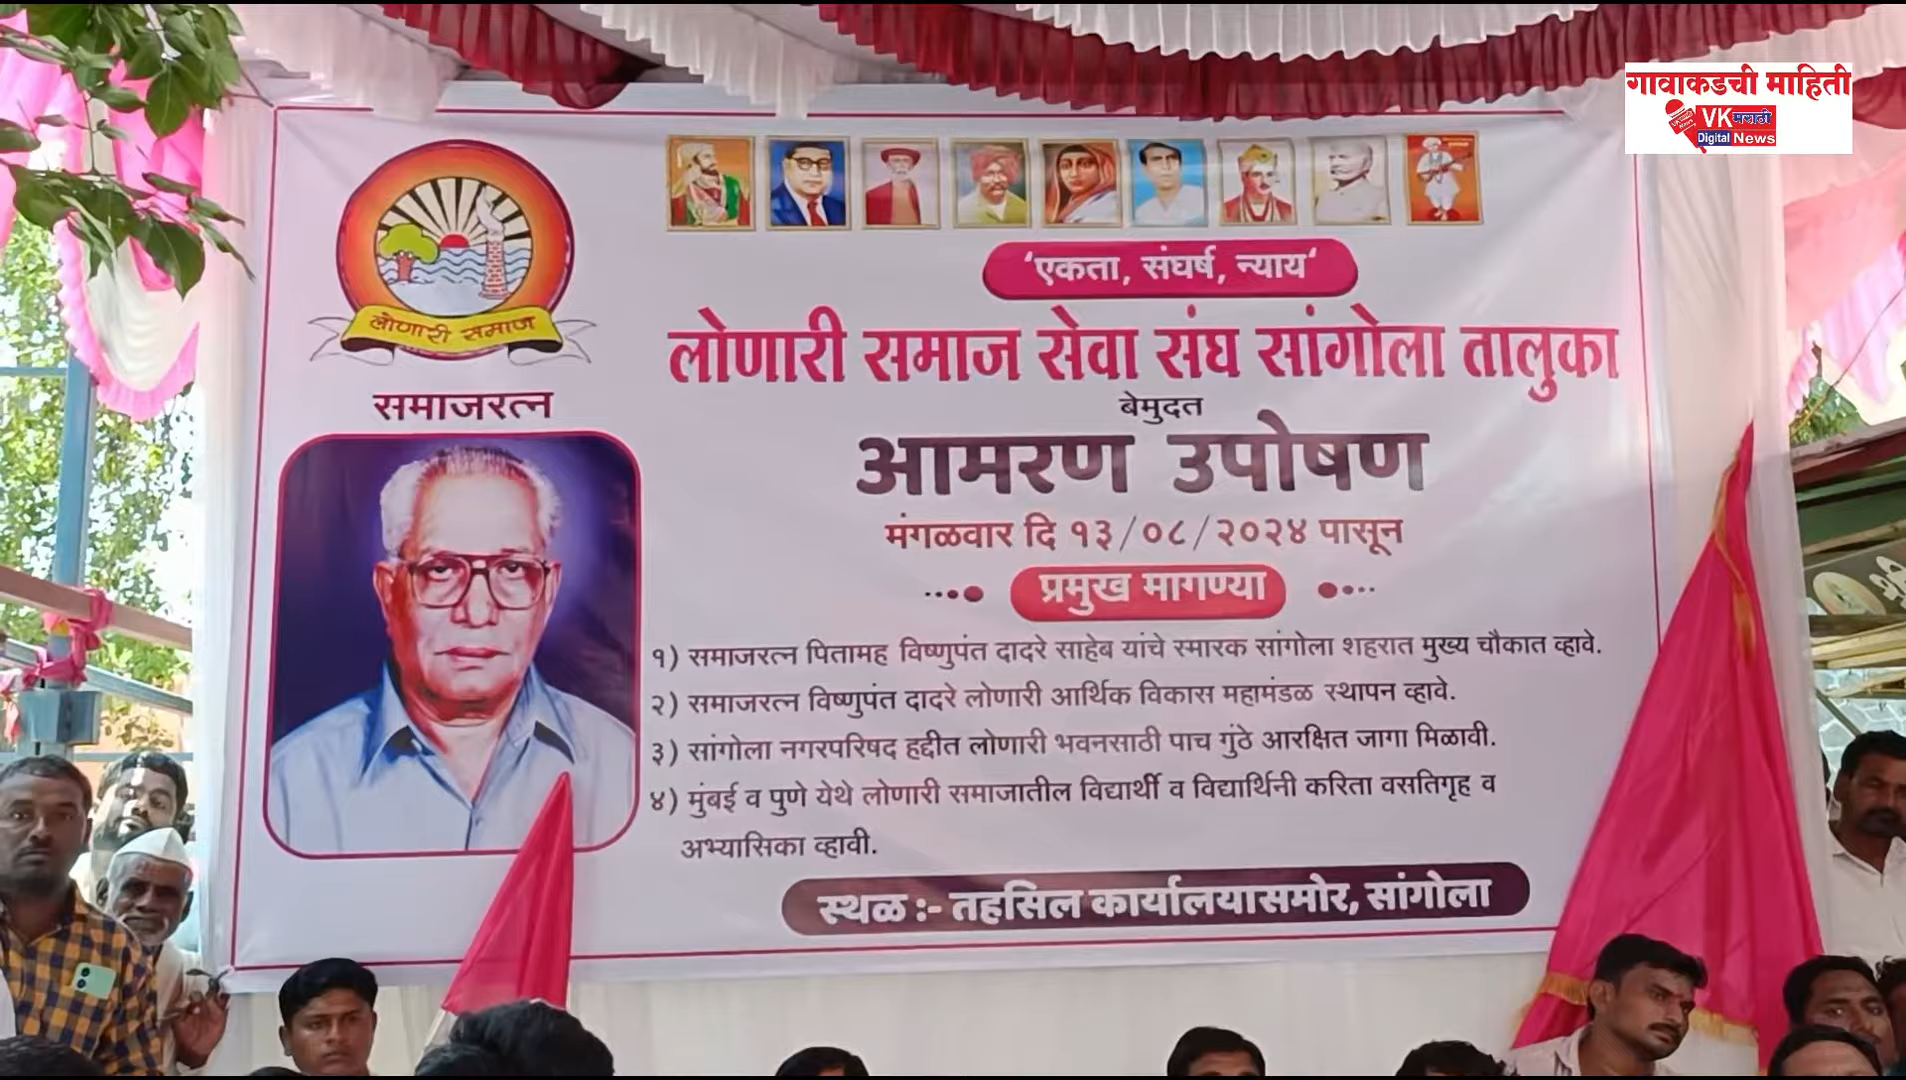 गावाकडची माहिती
VK मराठी
Digital News
'एकता, संघर्ष, न्याय'
लोणारी समाज
लोणारी समाज सेवा संघ सांगोला तालुका
समाजरत्न
बेमुदत
आमरण उपोषण
मंगळवार दि १३/०८/२०२४ पासून
प्रमुख मागण्या
१) समाजरत्न पितामह विष्णुपंत दादरे साहेब यांचे स्मारक सांगोला शहरात मुख्य चौकात व्हावे.
२) समाजरत्न विष्णुपंत दादरे लोणारी आर्थिक विकास महामंडळ स्थापन व्हावे.
३) सांगोला नगरपरिषद हद्दीत लोणारी भवनसाठी पाच गुंठे आरक्षित जागा मिळावी.
४) मुंबई व पुणे येथे लोणारी समाजातील विद्यार्थी व विद्यार्थिनी करिता वसतिगृह व
अभ्यासिका व्हावी.
स्थळ :- तहसिल कार्यालयासमोर, सांगोला